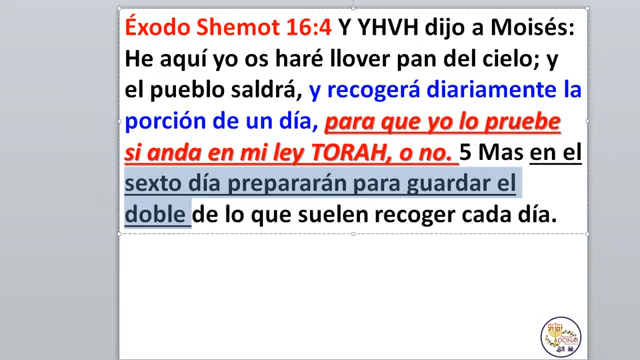 Éxodo Shemot 16:4 Y YHVH dijo a Moisés:
He aquí yo os haré llover pan del cielo; y
el pueblo saldrá, y recogerá diariamente la
porción de un día, para que yo lo pruebe
si anda en mi ley TORAH, o no. 5 Mas en el
sexto día prepararán para guardar el
doble de lo que suelen recoger cada día.
ADONAI